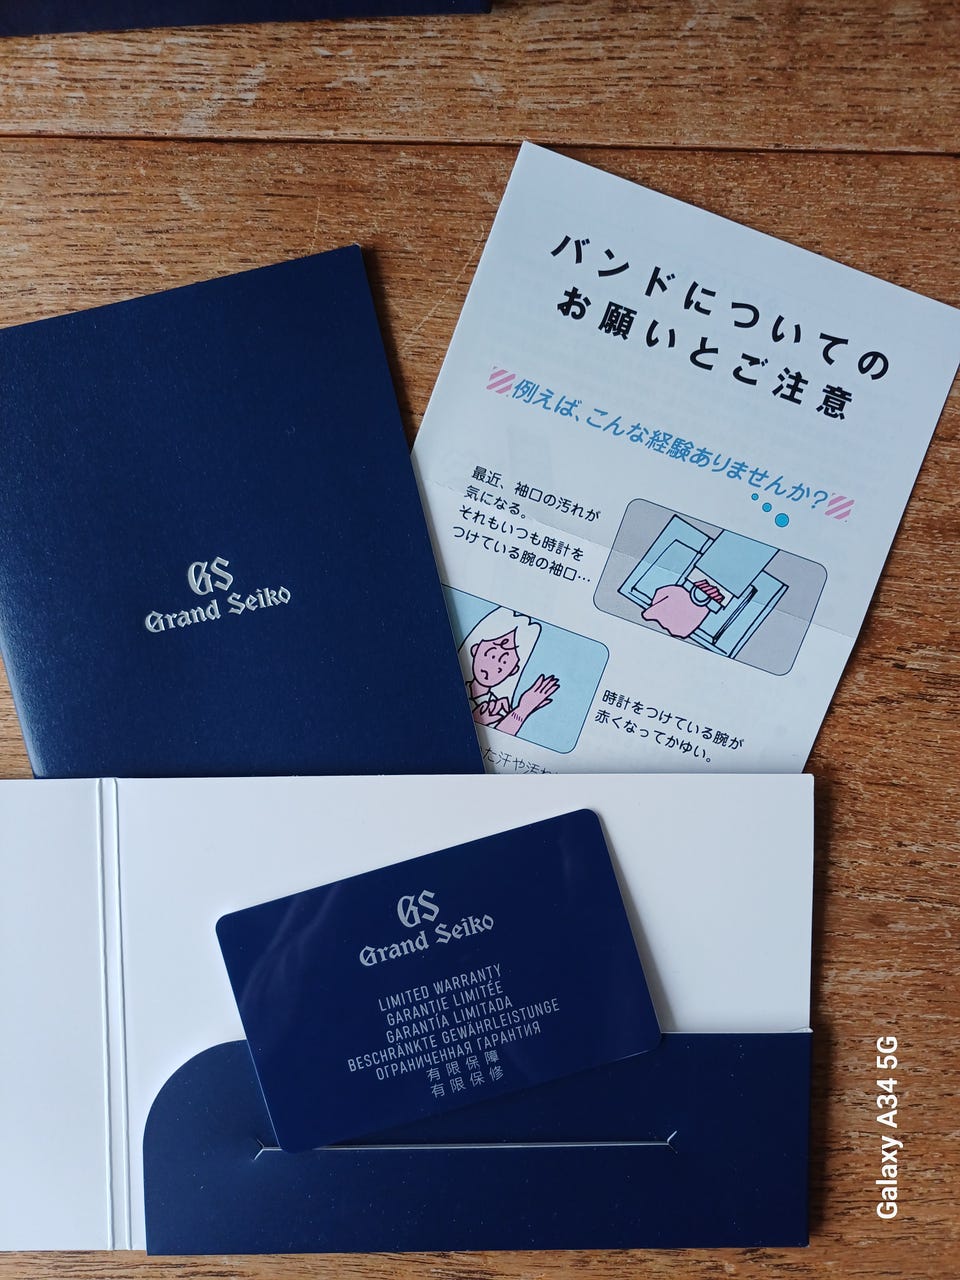 バンドについての
お願いとご注意
例えば、こんな経験ありませんか?
最近、袖口の汚れが
気になる。
それもいつも時計を
つけている腕の袖口…
時計をつけている腕が
赤くなってかゆい。
た汗や汚れ
GS
Grand Seiko
GS
Grand Seiko
LIMITED WARRANTY
GARANTIE LIMITÉE
GARANTÍA LIMITADA
BESCHRÄNKTE GEWÄHRLEISTUNGE
ОГРАНИЧЕННАЯ ГАРАНТИЯ
有限保障
有限保修
Galaxy A34 5G